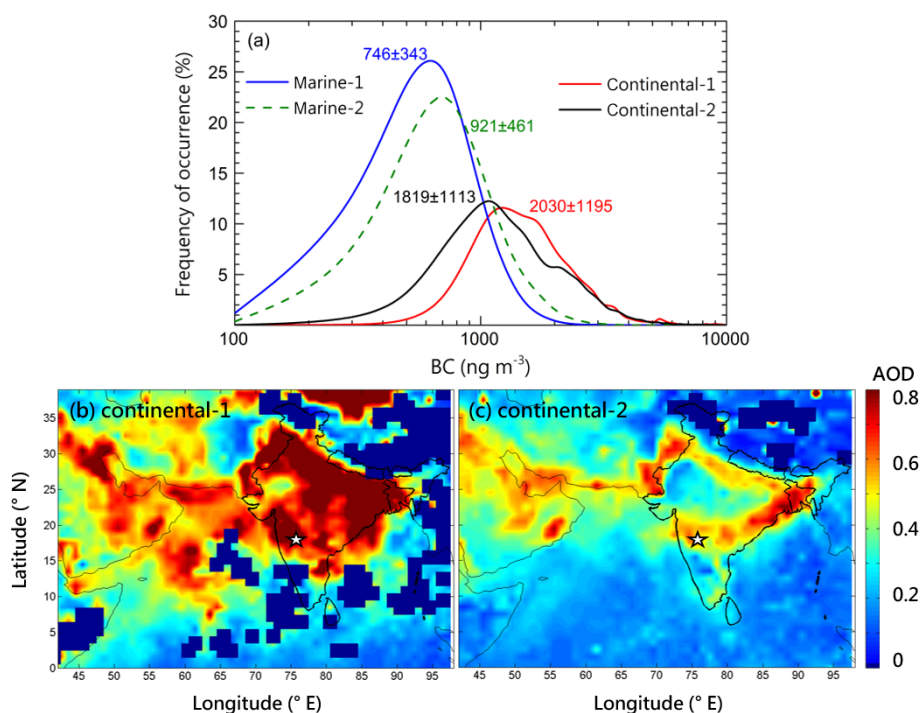 (a)
30
25
20
15
10
5
Frequency of occurrence (%)
746±343
Marine-1
Marine-2
Continental-1
Continental-2
921±461
1819±1113
2030±1195
100
1000
10000
BC (ng m⁻³)
AOD
(b) continental-1
(c) continental-2
35
30
25
20
15
10
5
0
Latitude (° N)
45 50 55 60 65 70 75 80 85 90 95
45 50 55 60 65 70 75 80 85 90 95
Longitude (° E)
Longitude (° E)
0.8
0.6
0.4
0.2
0